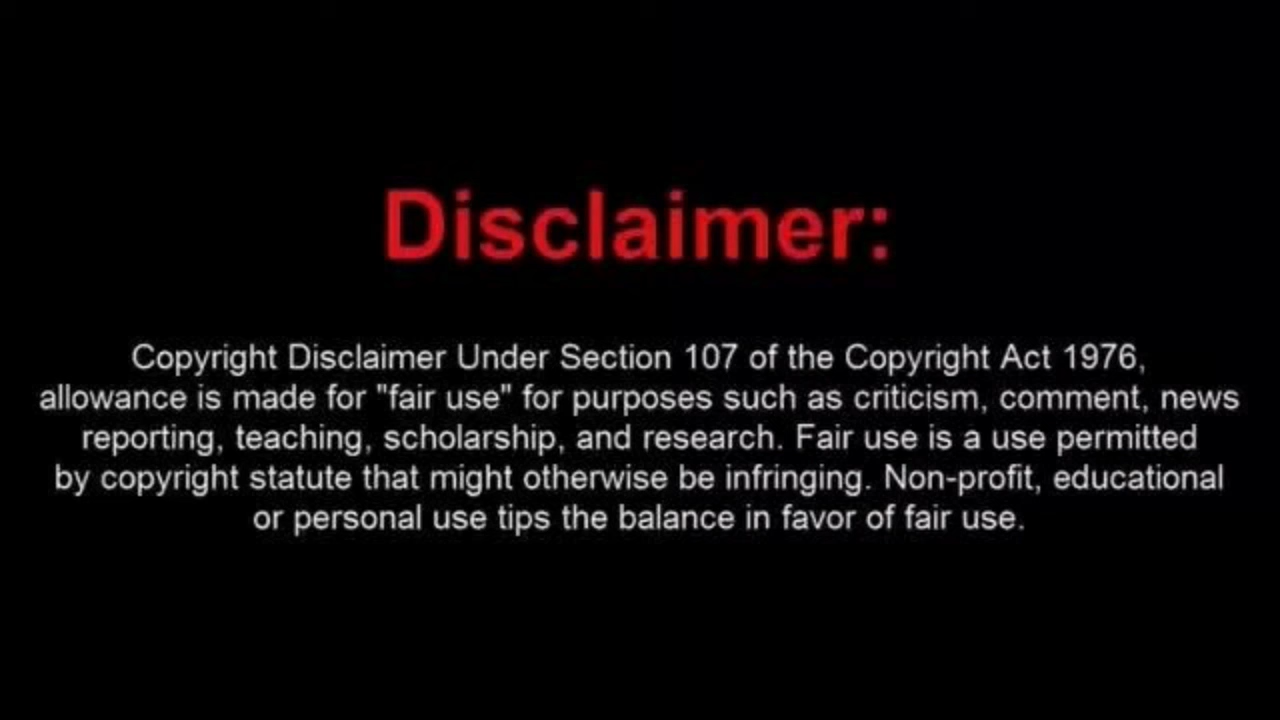 Disclaimer:
Copyright Disclaimer Under Section 107 of the Copyright Act 1976,
allowance is made for "fair use" for purposes such as criticism, comment, news
reporting, teaching, scholarship, and research. Fair use is a use permitted
by copyright statute that might otherwise be infringing. Non-profit, educational
or personal use tips the balance in favor of fair use.